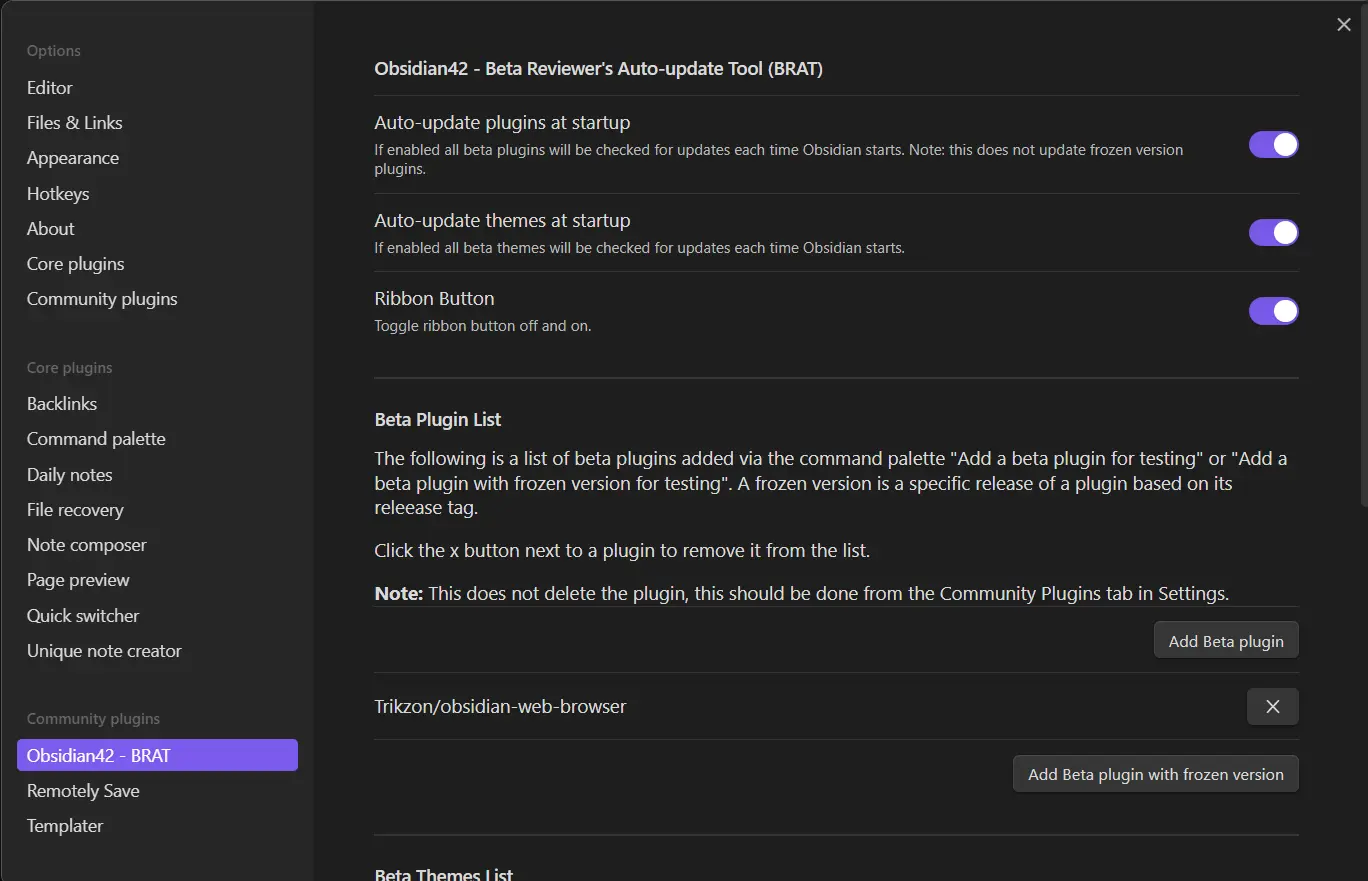 Options
Editor
Files & Links
Appearance
Hotkeys
About
Core plugins
Community plugins
Core plugins
Backlinks
Command palette
Daily notes
File recovery
Note composer
Page preview
Quick switcher
Unique note creator
Community plugins
Obsidian42 - BRAT
Remotely Save
Templater
Obsidian42 - Beta Reviewer's Auto-update Tool (BRAT)
Auto-update plugins at startup
If enabled all beta plugins will be checked for updates each time Obsidian starts. Note: this does not update frozen version
plugins.
Auto-update themes at startup
If enabled all beta themes will be checked for updates each time Obsidian starts.
Ribbon Button
Toggle ribbon button off and on.
Beta Plugin List
The following is a list of beta plugins added via the command palette "Add a beta plugin for testing" or "Add a
beta plugin with frozen version for testing". A frozen version is a specific release of a plugin based on its
releease tag.
Click the x button next to a plugin to remove it from the list.
Note: This does not delete the plugin, this should be done from the Community Plugins tab in Settings.
Add Beta plugin
Trikzon/obsidian-web-browser
Add Beta plugin with frozen version
Beta Themes List